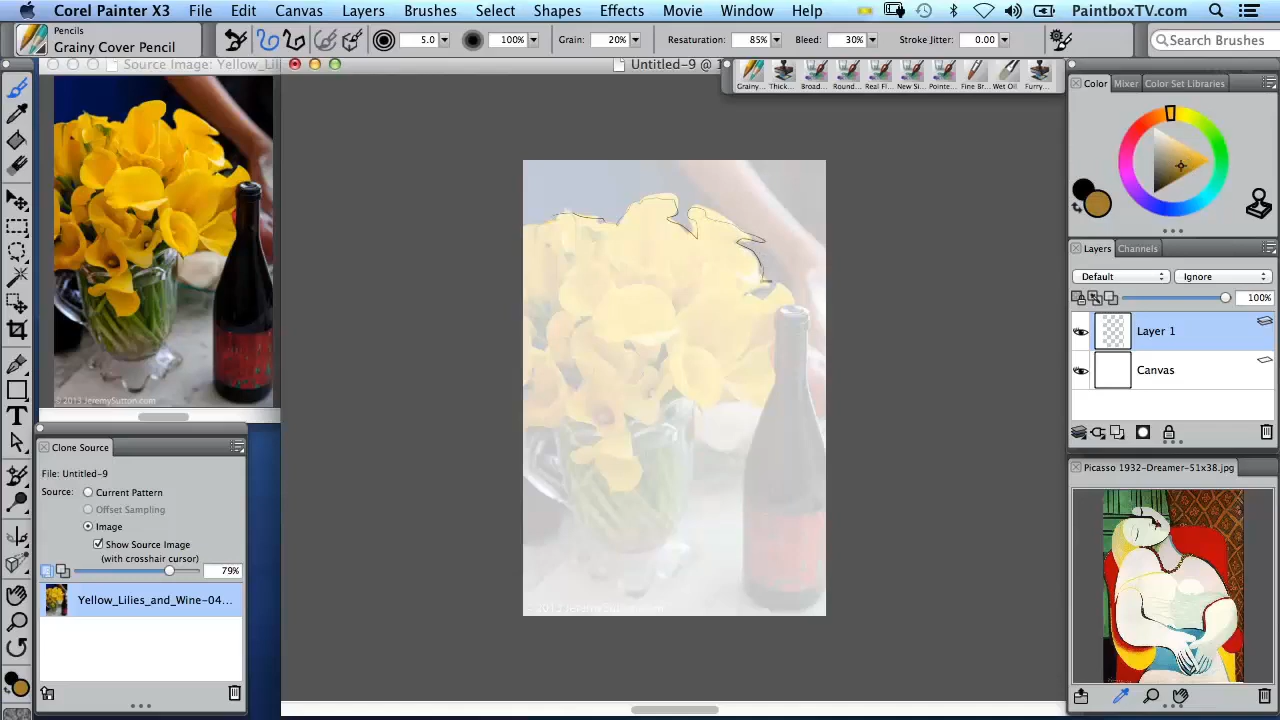 Corel Painter X3 File Edit Canvas Layers Brushes Select Shapes Effects Movie Window Help PaintboxTV.com
Pencils
Grainy Cover Pencil
5.0 100% Grain: 20% Resaturation: 85% Bleed: 30% Stroke Jitter: 0.00
Search Brushes
Source Image: Yellow_Lil
Untitled-9 @ 1
Grainy... Thick... Broad... Round... Real Fl... New Si... Pointe... Fine Br... Wet Oil Furry...
Color Mixer Color Set Libraries
Layers Channels
Default Ignore
100%
Layer 1
Canvas
© 2013 JeremySutton.com
Clone Source
File: Untitled-9
Source: Current Pattern
Offset Sampling
Image
Show Source Image
(with crosshair cursor)
79%
Yellow_Lilies_and_Wine-04...
Picasso 1932-Dreamer-51x38.jpg
© 2013 JeremySutton.com
T